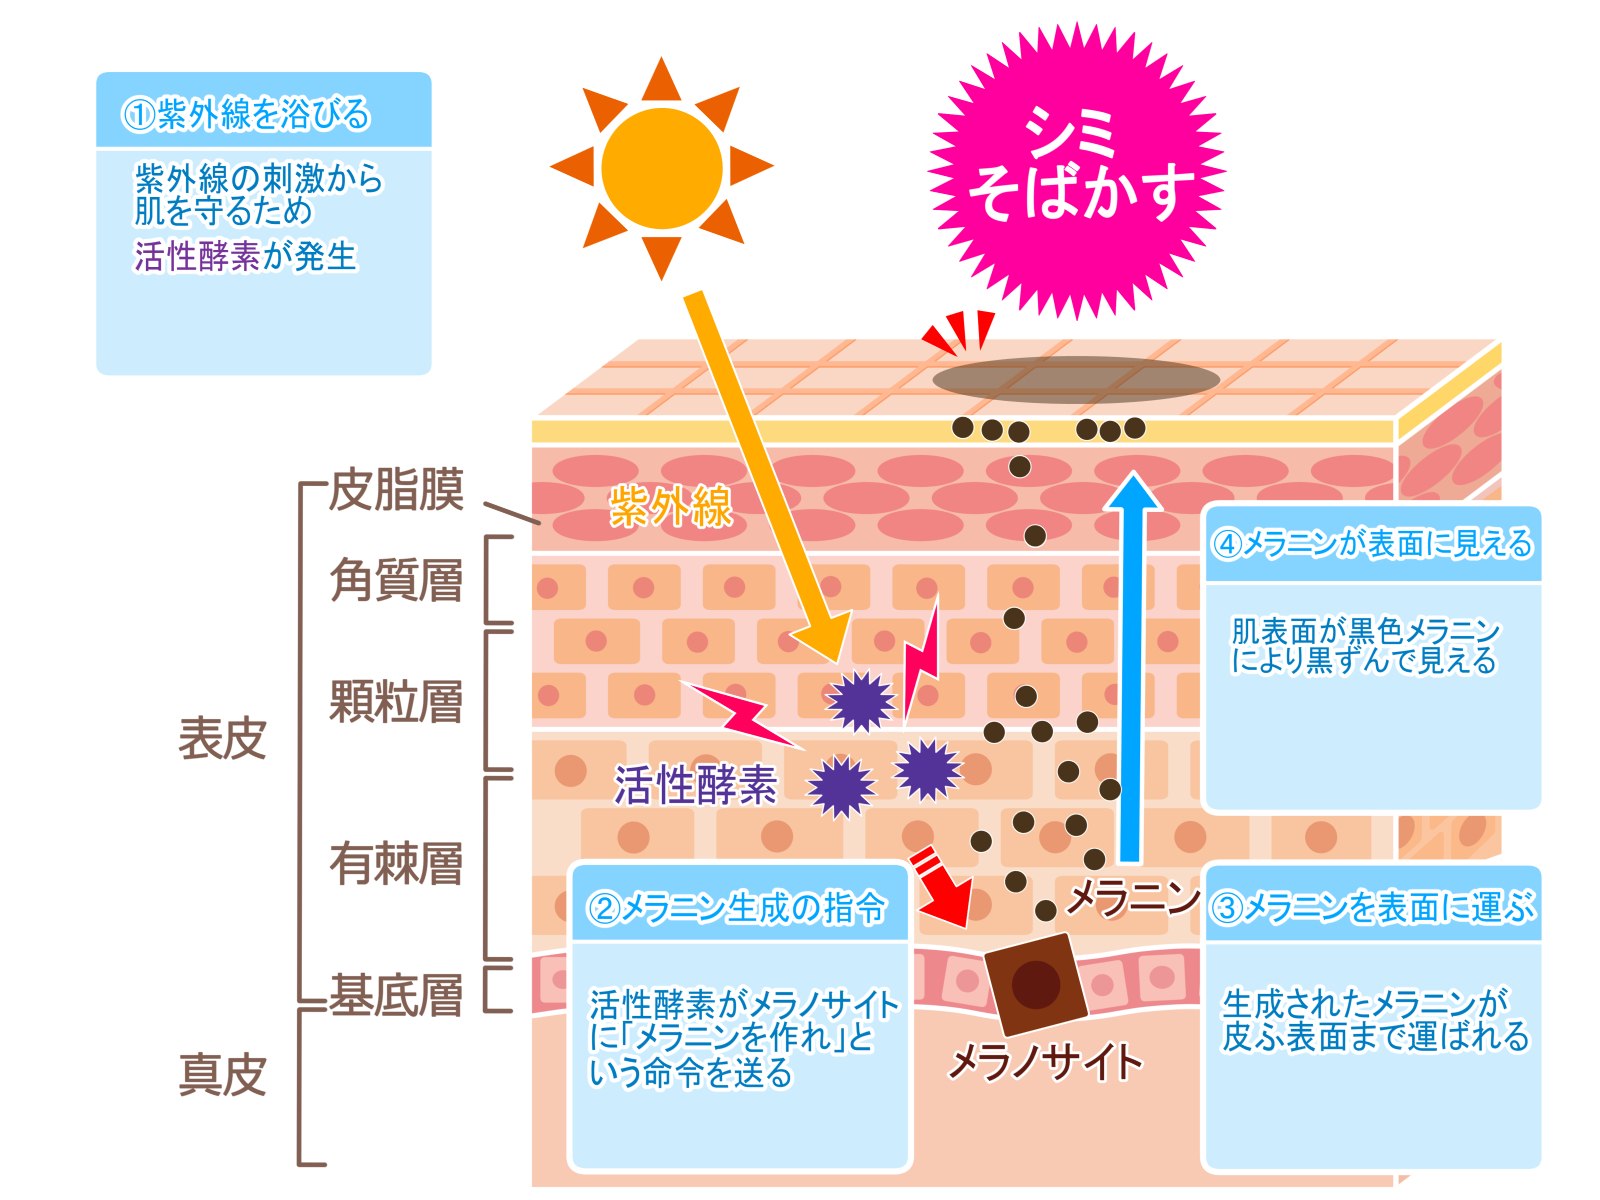 ①紫外線を浴びる
紫外線の刺激から
肌を守るため
活性酵素が発生
シミ
そばかす
紫外線
皮脂膜
角質層
顆粒層
有棘層
基底層
表皮
真皮
活性酵素
②メラニン生成の指令
活性酵素がメラノサイト
に「メラニンを作れ」と
いう命令を送る
メラニン
メラノサイト
③メラニンを表面に運ぶ
生成されたメラニンが
皮ふ表面まで運ばれる
④メラニンが表面に見える
肌表面が黒色メラニン
により黒ずんで見える